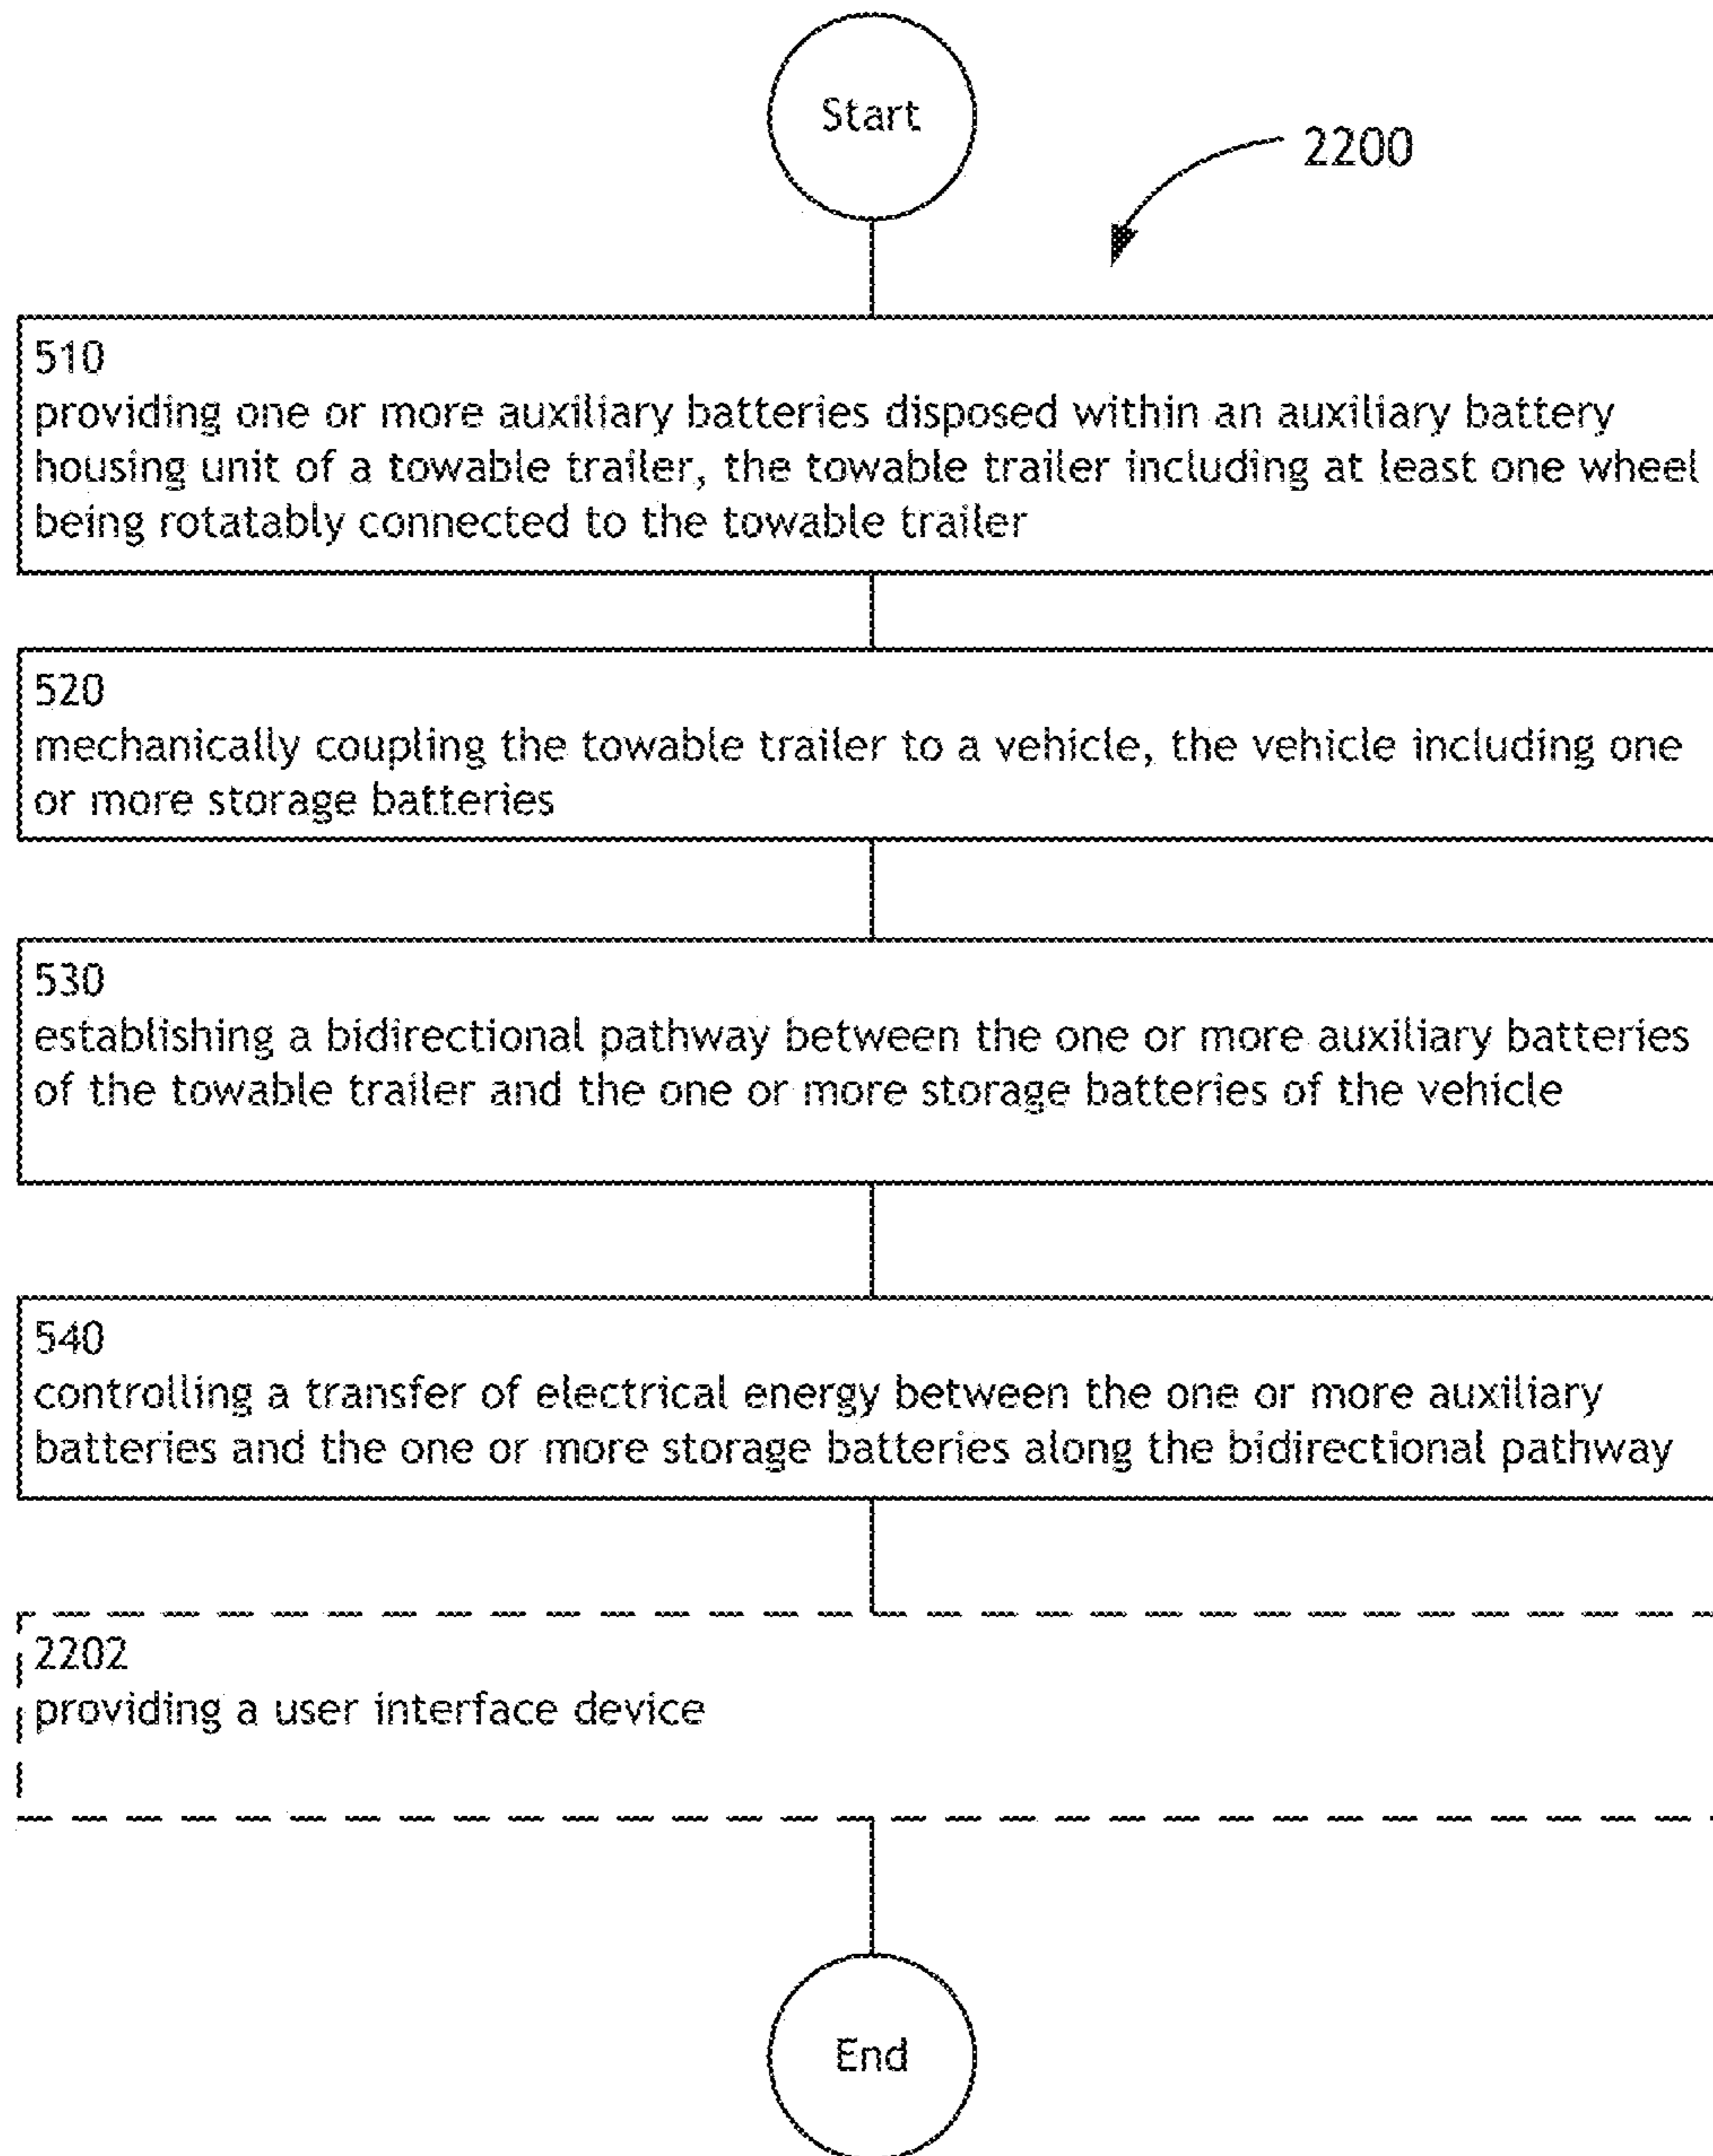 Start
2200
510
providing one or more auxiliary batteries disposed within an auxiliary battery
housing unit of a towable trailer, the towable trailer including at least one wheel
being rotatably connected to the towable trailer
520
mechanically coupling the towable trailer to a vehicle, the vehicle including one
or more storage batteries
530
establishing a bidirectional pathway between the one or more auxiliary batteries
of the towable trailer and the one or more storage batteries of the vehicle
540
controlling a transfer of electrical energy between the one or more auxiliary
batteries and the one or more storage batteries along the bidirectional pathway
2202
providing a user interface device
End